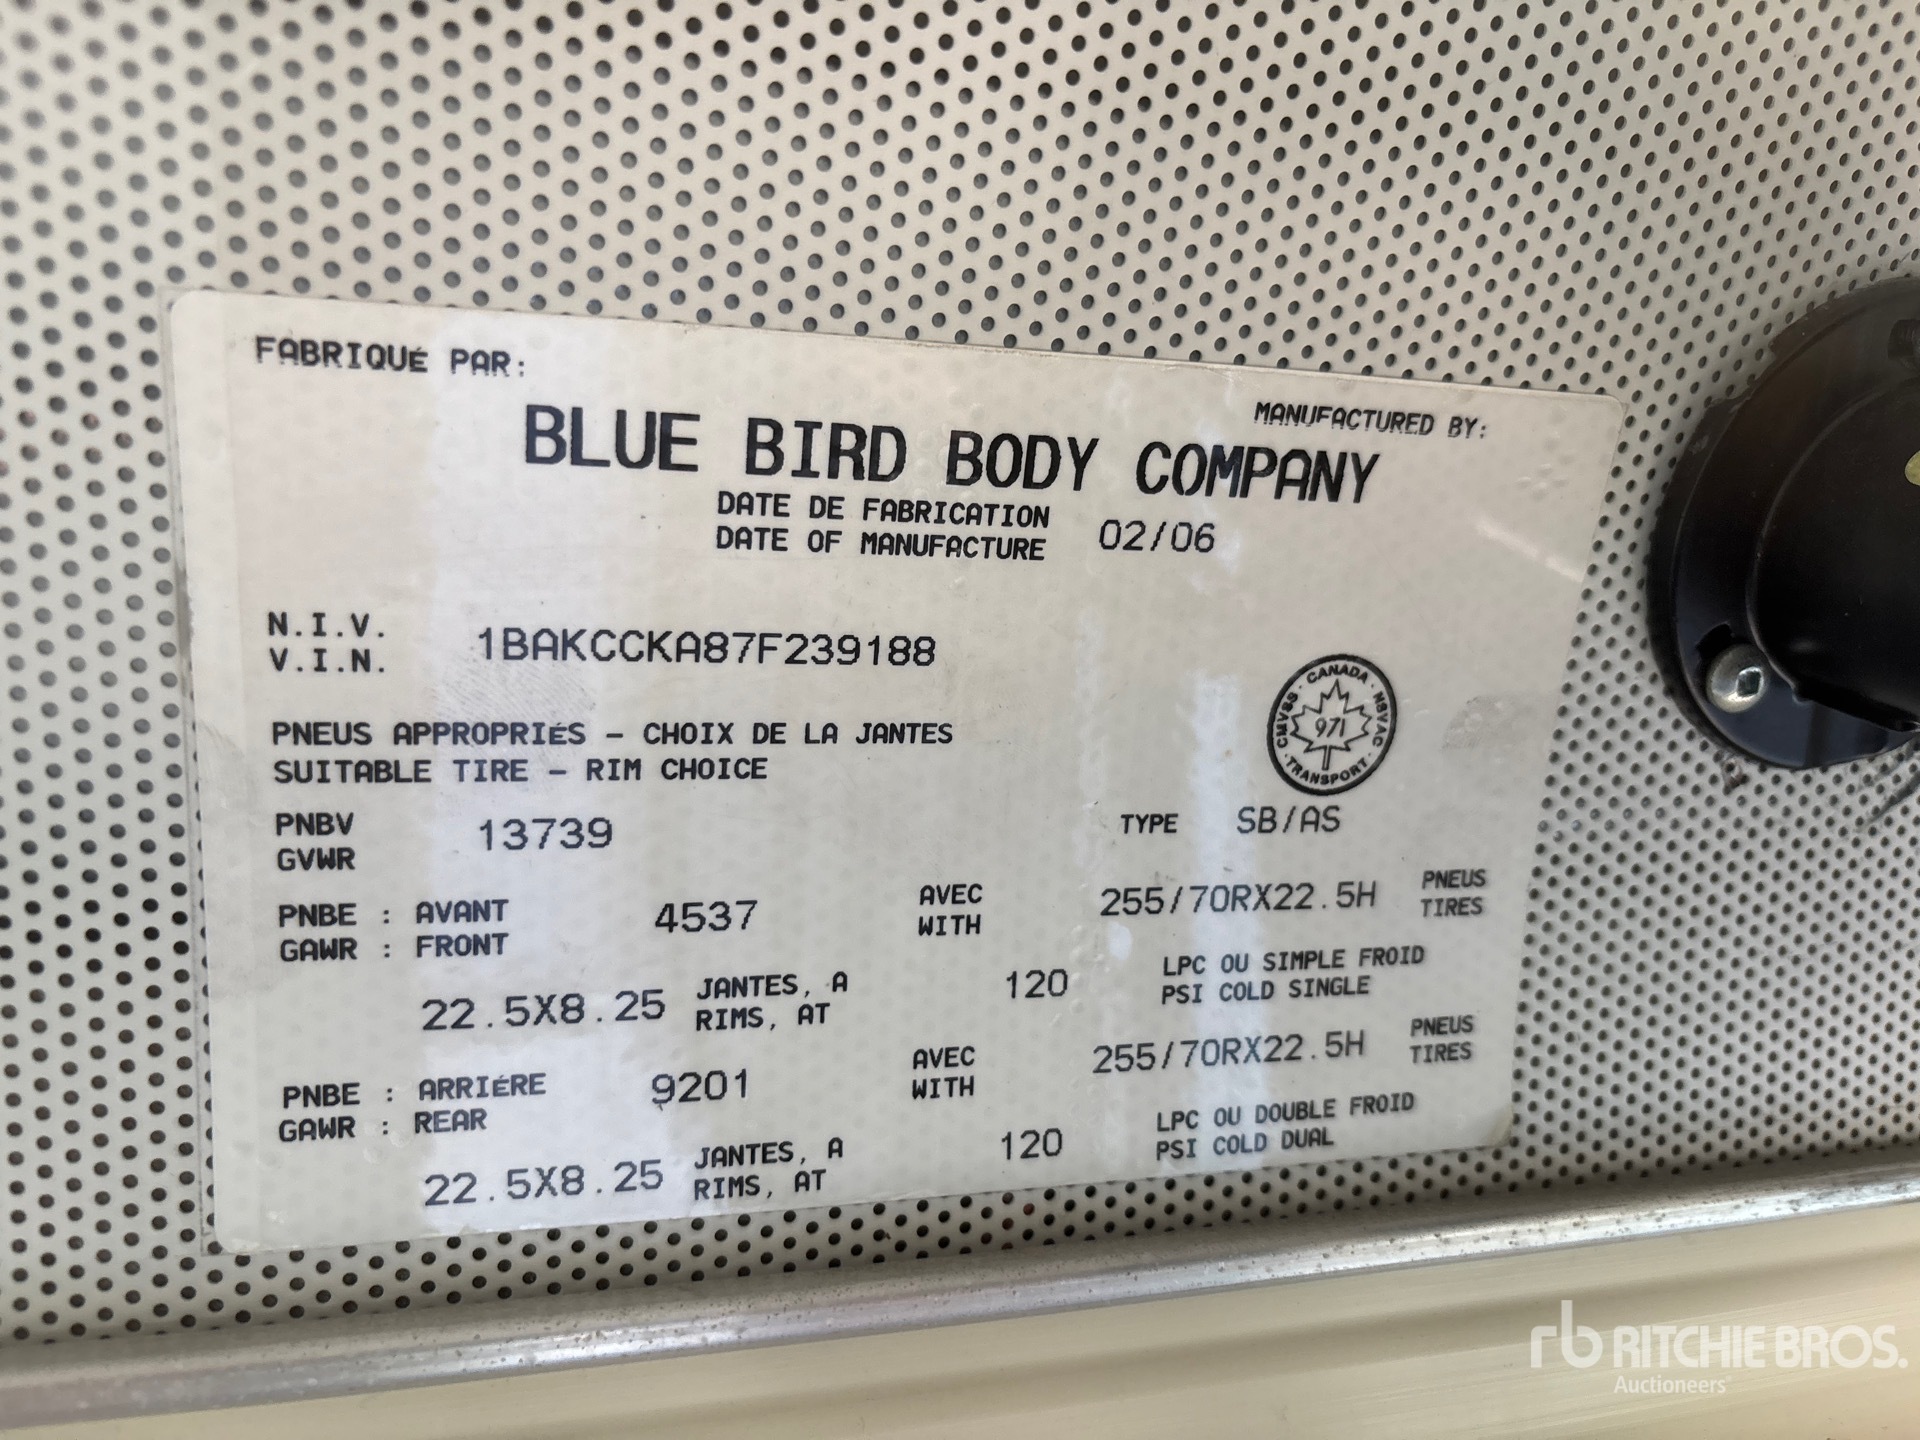 FABRIQUÉ PAR:
MANUFACTURED BY:
BLUE BIRD BODY COMPANY
DATE DE FABRICATION
DATE OF MANUFACTURE 02/06
N.I.V.
V.I.N. 1BAKCCKA87F239188
CANADA · NSVAC · TRANSPORT · CMVSS ·
971
PNEUS APPROPRIÉS – CHOIX DE LA JANTES
SUITABLE TIRE – RIM CHOICE
PNBV
GVWR 13739 TYPE SB/AS
PNBE : AVANT 4537 AVEC 255/70RX22.5H PNEUS
GAWR : FRONT WITH TIRES
22.5X8.25 JANTES, A 120 LPC OU SIMPLE FROID
RIMS, AT PSI COLD SINGLE
PNBE : ARRIÉRE 9201 AVEC 255/70RX22.5H PNEUS
GAWR : REAR WITH TIRES
22.5X8.25 JANTES, A 120 LPC OU DOUBLE FROID
RIMS, AT PSI COLD DUAL
rb RITCHIE BROS.
Auctioneers